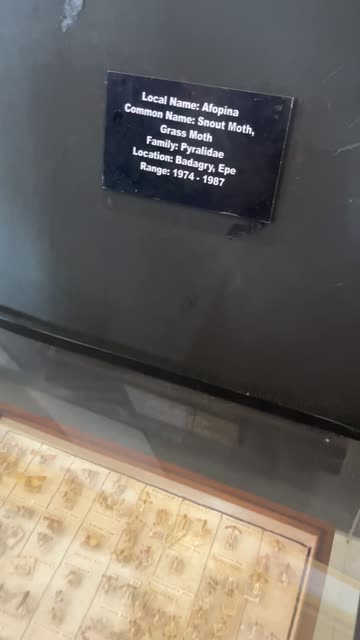 Local Name: Afopina
Common Name: Snout Moth,
Grass Moth
Family: Pyralidae
Location: Badagry, Epe
Range: 1974 - 1987